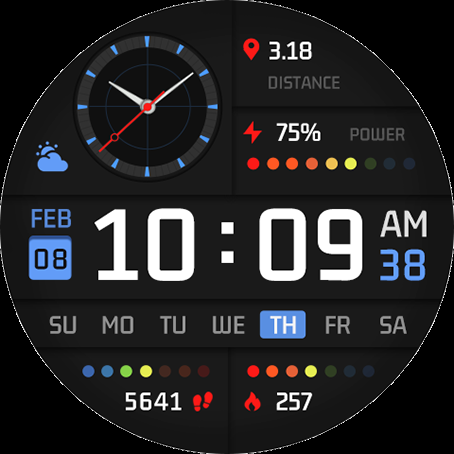 3.18
DISTANCE
75% POWER
FEB
08
10:09
AM
38
SU MO TU WE TH FR SA
5641
257